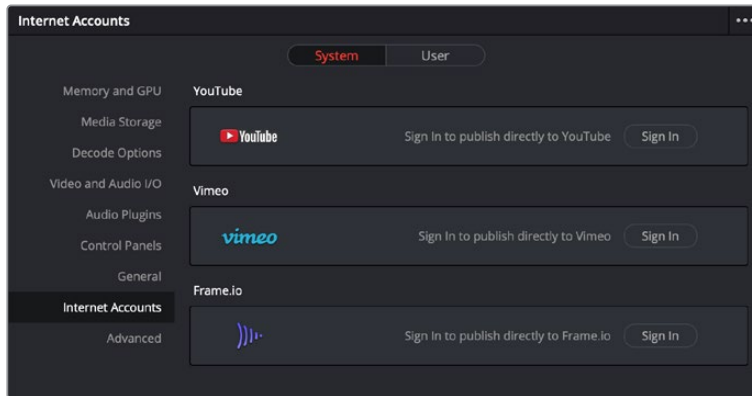 Internet Accounts
System
User
Memory and GPU
Media Storage
Decode Options
Video and Audio I/O
Audio Plugins
Control Panels
General
Internet Accounts
Advanced
YouTube
YouTube
Sign In to publish directly to YouTube
Sign In
Vimeo
vimeo
Sign In to publish directly to Vimeo
Sign In
Frame.io
Sign In to publish directly to Frame.io
Sign In